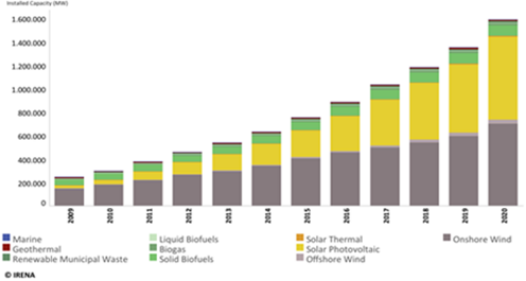 Installed Capacity (MW)
1.600.000
1.400.000
1.200.000
1.000.000
800.000
600.000
400.000
200.000
0
2009 2010 2011 2012 2013 2014 2015 2016 2017 2018 2019 2020
Marine Liquid Biofuels Solar Thermal Onshore Wind
Geothermal Biogas Solar Photovoltaic
Renewable Municipal Waste Solid Biofuels Offshore Wind
© IRENA